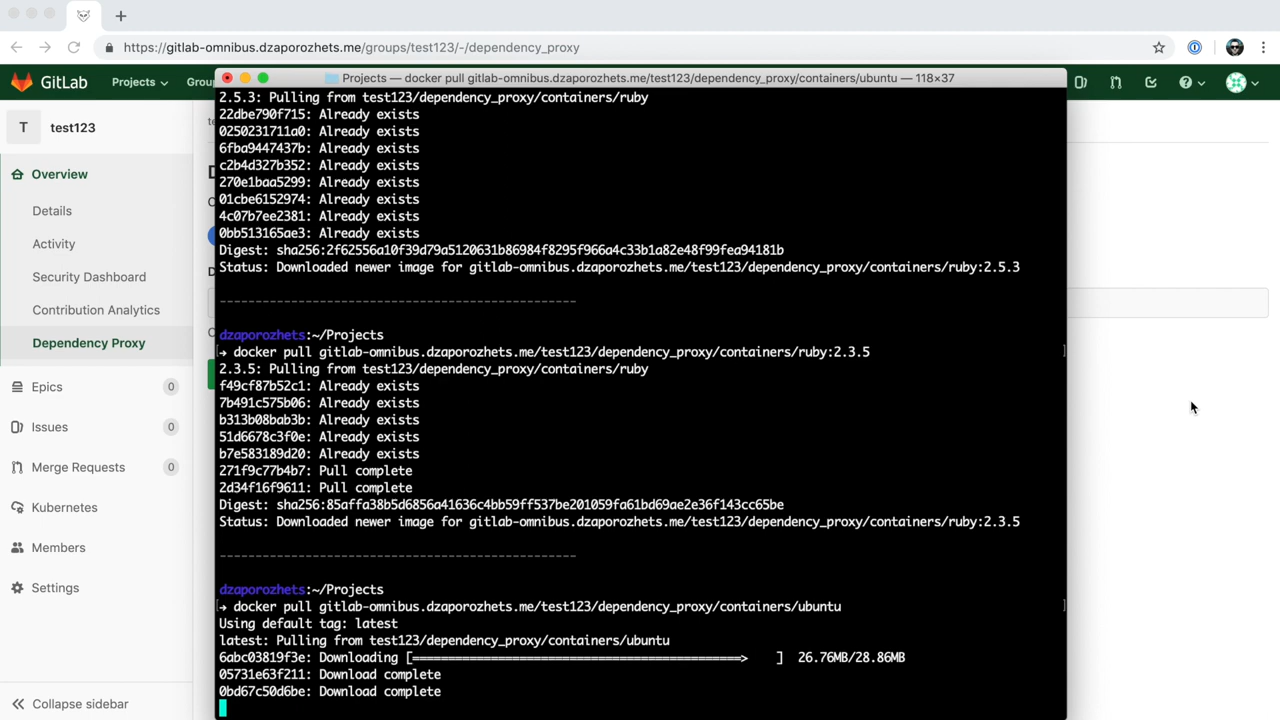 https://gitlab-omnibus.dzaporozhets.me/groups/test123/-/dependency_proxy
GitLab
Projects
Grou
T
test123
Overview
Details
Activity
Security Dashboard
Contribution Analytics
Dependency Proxy
Epics 0
Issues 0
Merge Requests 0
Kubernetes
Members
Settings
Collapse sidebar
Projects — docker pull gitlab-omnibus.dzaporozhets.me/test123/dependency_proxy/containers/ubuntu — 118×37
2.5.3: Pulling from test123/dependency_proxy/containers/ruby
22dbe790f715: Already exists
0250231711a0: Already exists
6fba9447437b: Already exists
c2b4d327b352: Already exists
270e1baa5299: Already exists
01cbe6152974: Already exists
4c07b7ee2381: Already exists
0bb513165ae3: Already exists
Digest: sha256:2f62556a10f39d79a5120631b86984f8295f966a4c33b1a82e48f99fea94181b
Status: Downloaded newer image for gitlab-omnibus.dzaporozhets.me/test123/dependency_proxy/containers/ruby:2.5.3
--------------------------------------------------
dzaporozhets:~/Projects
[→ docker pull gitlab-omnibus.dzaporozhets.me/test123/dependency_proxy/containers/ruby:2.3.5 ]
2.3.5: Pulling from test123/dependency_proxy/containers/ruby
f49cf87b52c1: Already exists
7b491c575b06: Already exists
b313b08bab3b: Already exists
51d6678c3f0e: Already exists
b7e583189d20: Already exists
271f9c77b4b7: Pull complete
2d34f16f9611: Pull complete
Digest: sha256:85affa38b5d6856a41636c4bb59ff537be201059fa61bd69ae2e36f143cc65be
Status: Downloaded newer image for gitlab-omnibus.dzaporozhets.me/test123/dependency_proxy/containers/ruby:2.3.5
--------------------------------------------------
dzaporozhets:~/Projects
[→ docker pull gitlab-omnibus.dzaporozhets.me/test123/dependency_proxy/containers/ubuntu ]
Using default tag: latest
latest: Pulling from test123/dependency_proxy/containers/ubuntu
6abc03819f3e: Downloading [==============================================>    ] 26.76MB/28.86MB
05731e63f211: Download complete
0bd67c50d6be: Download complete